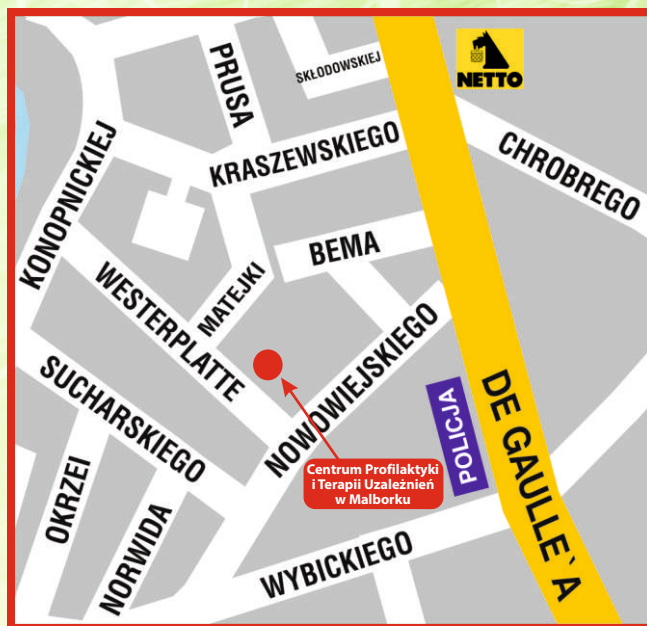 SKŁODOWSKIEJ
NETTO
PRUSA
KRASZEWSKIEGO
CHROBREGO
KONOPNICKIEJ
BEMA
MATEJKI
WESTERPLATTE
SUCHARSKIEGO
NOWOWIEJSKIEGO
POLICJA
DE GAULLE`A
Centrum Profilaktyki
i Terapii Uzależnień
w Malborku
OKRZEI
NORWIDA
WYBICKIEGO